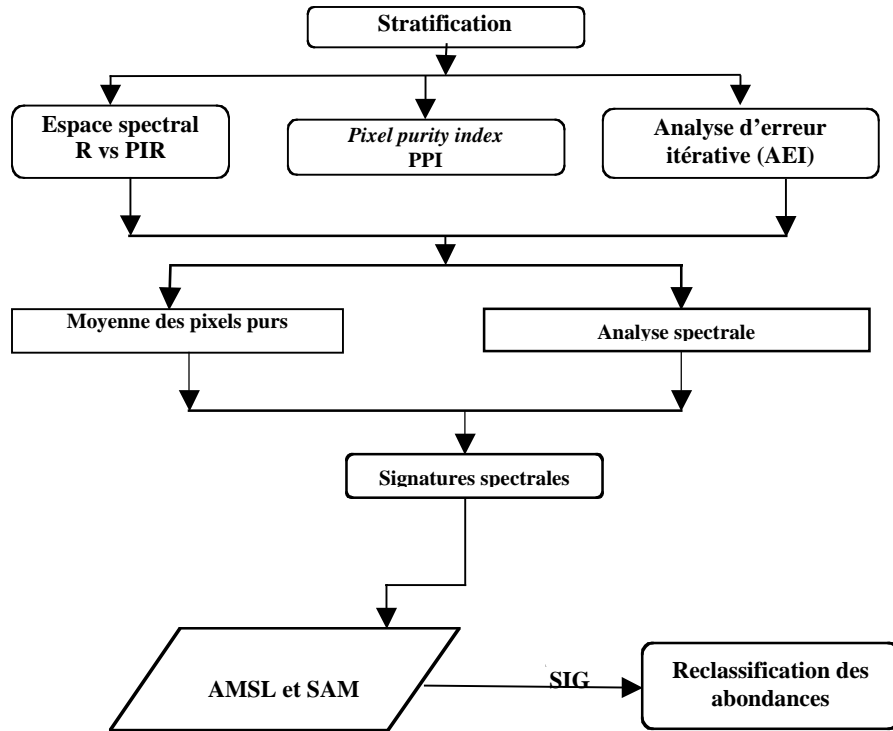 Stratification
Espace spectral
R vs PIR
Pixel purity index
PPI
Analyse d'erreur
itérative (AEI)
Moyenne des pixels purs
Analyse spectrale
Signatures spectrales
AMSL et SAM
SIG
Reclassification des
abondances